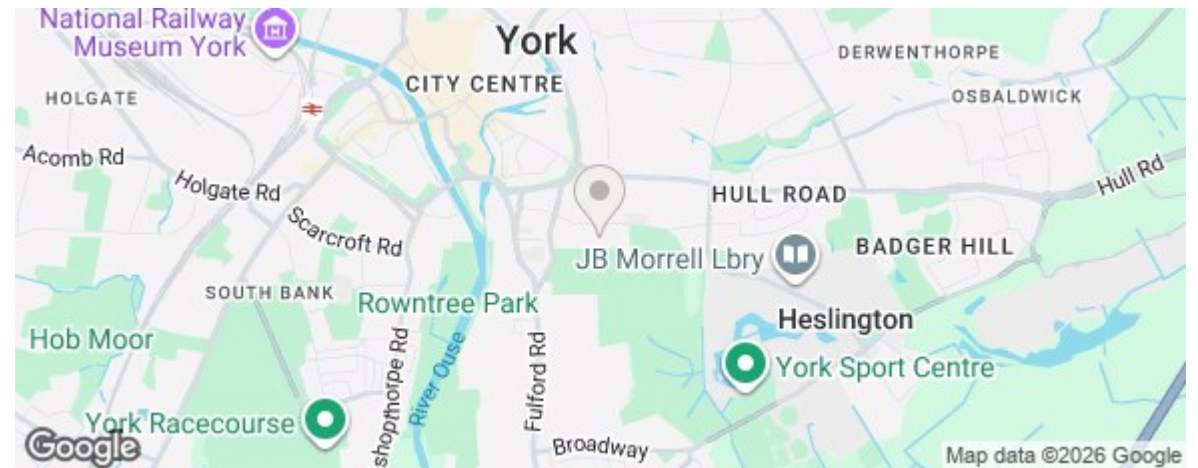 National Railway
Museum York
York
DERWENTHORPE
CITY CENTRE
HOLGATE
OSBALDWICK
Acomb Rd
Holgate Rd
HULL ROAD
Hull Rd
Scarcroft Rd
JB Morrell Lbry
BADGER HILL
SOUTH BANK
Rowntree Park
Heslington
Hob Moor
River Ouse
Fulford Rd
York Sport Centre
shopthorpe Rd
York Racecourse
Broadway
Google
Map data ©2026 Google